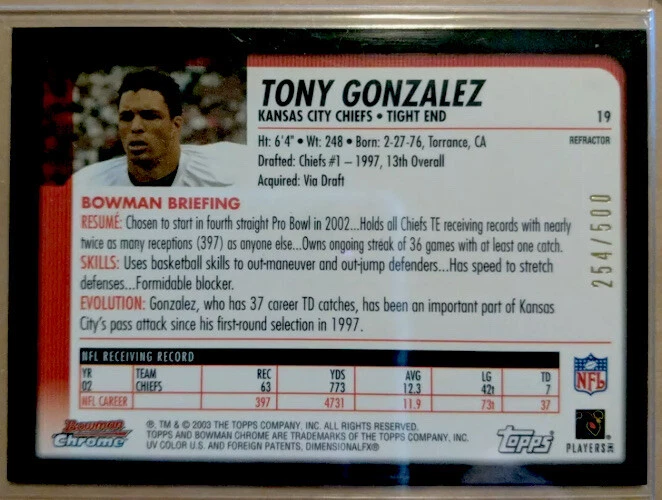 TONY GONZALEZ
KANSAS CITY CHIEFS • TIGHT END
19
REFRACTOR
Ht: 6'4" • Wt: 248 • Born: 2-27-76, Torrance, CA
Drafted: Chiefs #1 – 1997, 13th Overall
Acquired: Via Draft
254/500
BOWMAN BRIEFING
RESUMÉ: Chosen to start in fourth straight Pro Bowl in 2002...Holds all Chiefs TE receiving records with nearly
twice as many receptions (397) as anyone else...Owns ongoing streak of 36 games with at least one catch.
SKILLS: Uses basketball skills to out-maneuver and out-jump defenders...Has speed to stretch
defenses...Formidable blocker.
EVOLUTION: Gonzalez, who has 37 career TD catches, has been an important part of Kansas
City's pass attack since his first-round selection in 1997.
NFL RECEIVING RECORD
YR TEAM REC YDS AVG LG TD
02 CHIEFS 63 773 12.3 42t 7
NFL CAREER 397 4731 11.9 73t 37
NFL
Bowman
Chrome
®, TM & © 2003 THE TOPPS COMPANY, INC. ALL RIGHTS RESERVED.
TOPPS AND BOWMAN CHROME ARE TRADEMARKS OF THE TOPPS COMPANY, INC.
UV COLOR U.S. AND FOREIGN PATENTS, DIMENSIONALFX®
Topps
PLAYERS INC